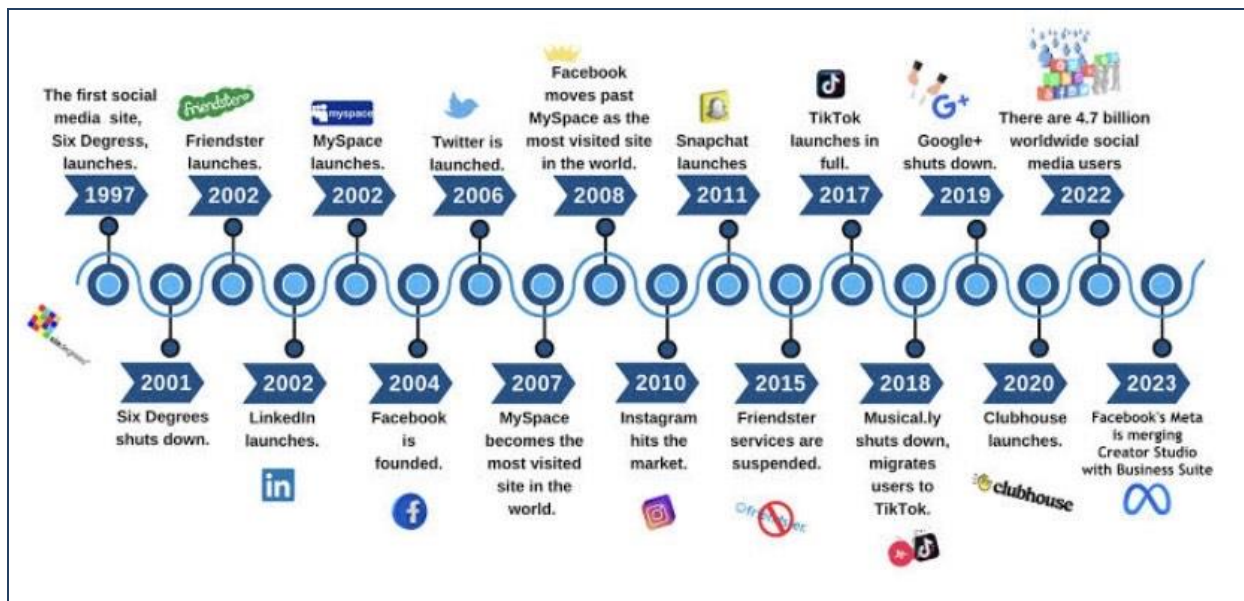 The first social
media site,
Six Degress,
launches.
1997
friendster
Friendster
launches.
2002
myspace
MySpace
launches.
2002
Twitter is
launched.
2006
Facebook
moves past
MySpace as the
most visited site
in the world.
2008
Snapchat
launches
2011
TikTok
launches in
full.
2017
G+
Google+
shuts down.
2019
There are 4.7 billion
worldwide social
media users
2022
sixdegrees
2001
Six Degrees
shuts down.
2002
LinkedIn
launches.
in
2004
Facebook
is
founded.
f
2007
MySpace
becomes the
most visited
site in the
world.
2010
Instagram
hits the
market.
2015
Friendster
services are
suspended.
friendster
2018
Musical.ly
shuts down,
migrates
users to
TikTok.
2020
Clubhouse
launches.
clubhouse
2023
Facebook's Meta
is merging
Creator Studio
with Business Suite